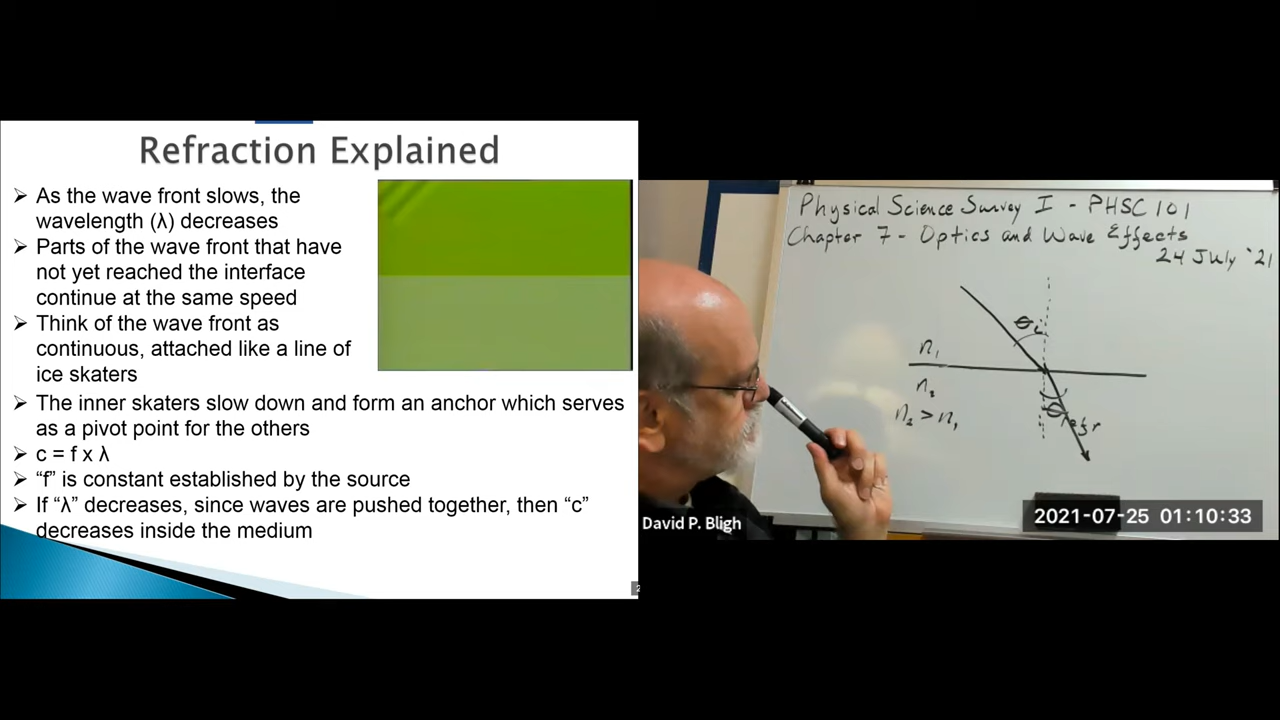 Refraction Explained
➢ As the wave front slows, the
wavelength (λ) decreases
➢ Parts of the wave front that have
not yet reached the interface
continue at the same speed
➢ Think of the wave front as
continuous, attached like a line of
ice skaters
➢ The inner skaters slow down and form an anchor which serves
as a pivot point for the others
➢ c = f x λ
➢ “f” is constant established by the source
➢ If “λ” decreases, since waves are pushed together, then “c”
decreases inside the medium
2
Physical Science Survey I - PHSC 101
Chapter 7 - Optics and Wave Effects
24 July '21
θi
n₁
n₂
n₂ > n₁
θrefr
David P. Bligh
2021-07-25 01:10:33